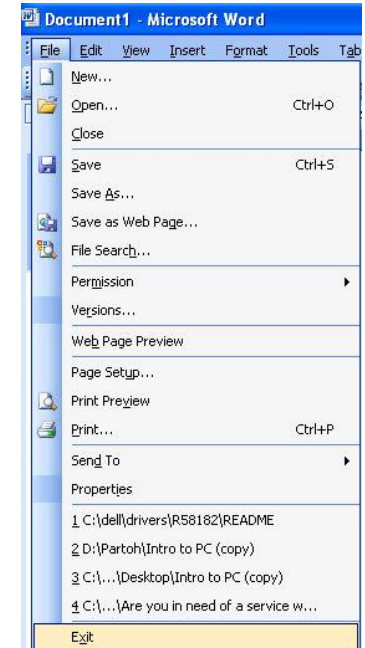 Document1 - Microsoft Word
File Edit View Insert Format Tools Tab
New...
Open... Ctrl+O
Close
Save Ctrl+S
Save As...
Save as Web Page...
File Search...
Permission
Versions...
Web Page Preview
Page Setup...
Print Preview
Print... Ctrl+P
Send To
Properties
1 C:\dell\drivers\R58182\README
2 D:\Partoh\Intro to PC (copy)
3 C:\...\Desktop\Intro to PC (copy)
4 C:\...\Are you in need of a service w...
Exit